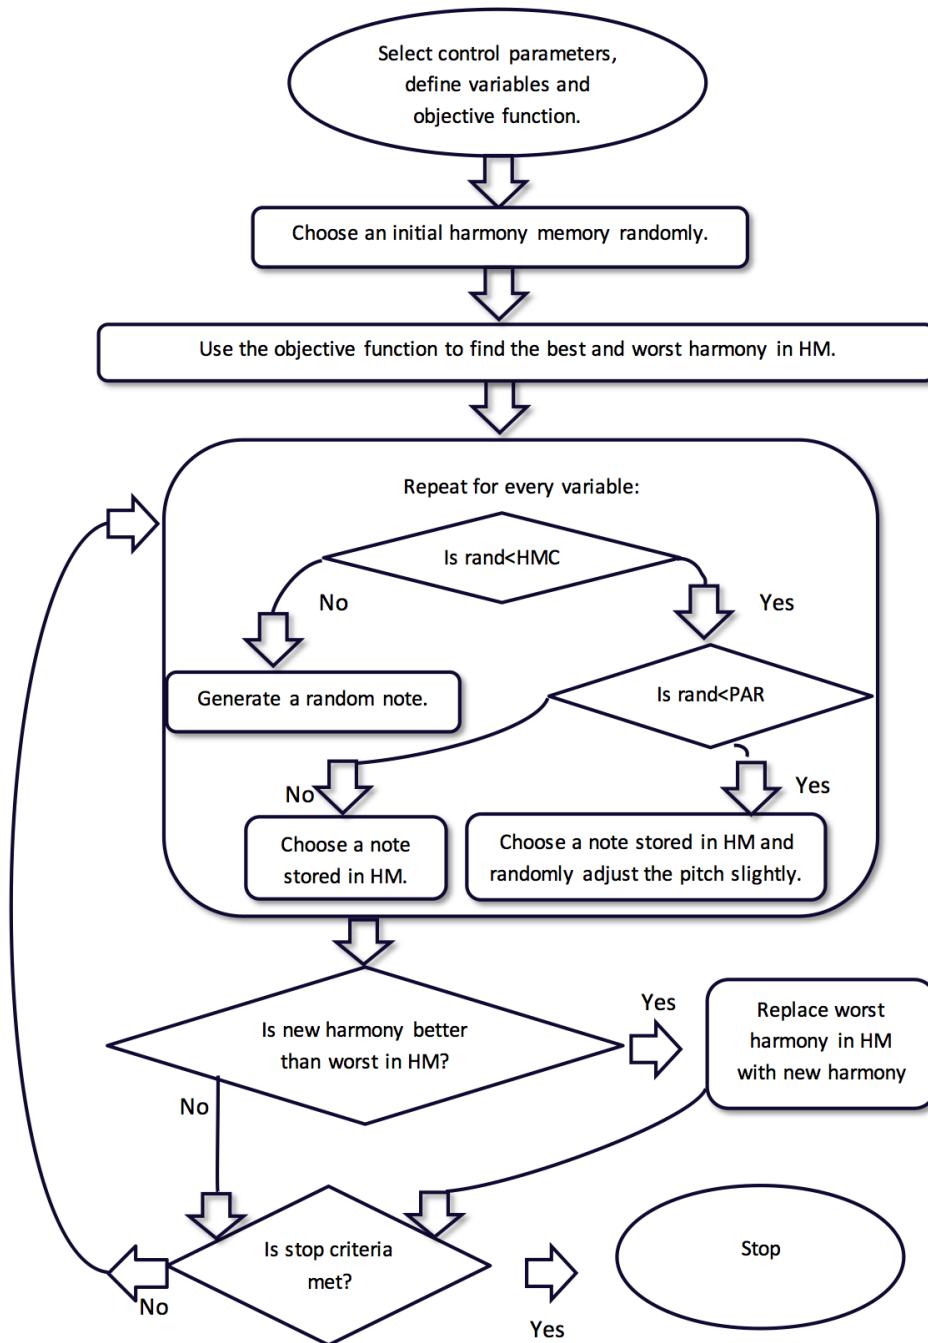 Select control parameters,
define variables and
objective function.
Choose an initial harmony memory randomly.
Use the objective function to find the best and worst harmony in HM.
Repeat for every variable:
Is rand<HMC
No
Yes
Generate a random note.
Is rand<PAR
No
Yes
Choose a note
stored in HM.
Choose a note stored in HM and
randomly adjust the pitch slightly.
Is new harmony better
than worst in HM?
Yes
Replace worst
harmony in HM
with new harmony
No
Is stop criteria
met?
No
Yes
Stop